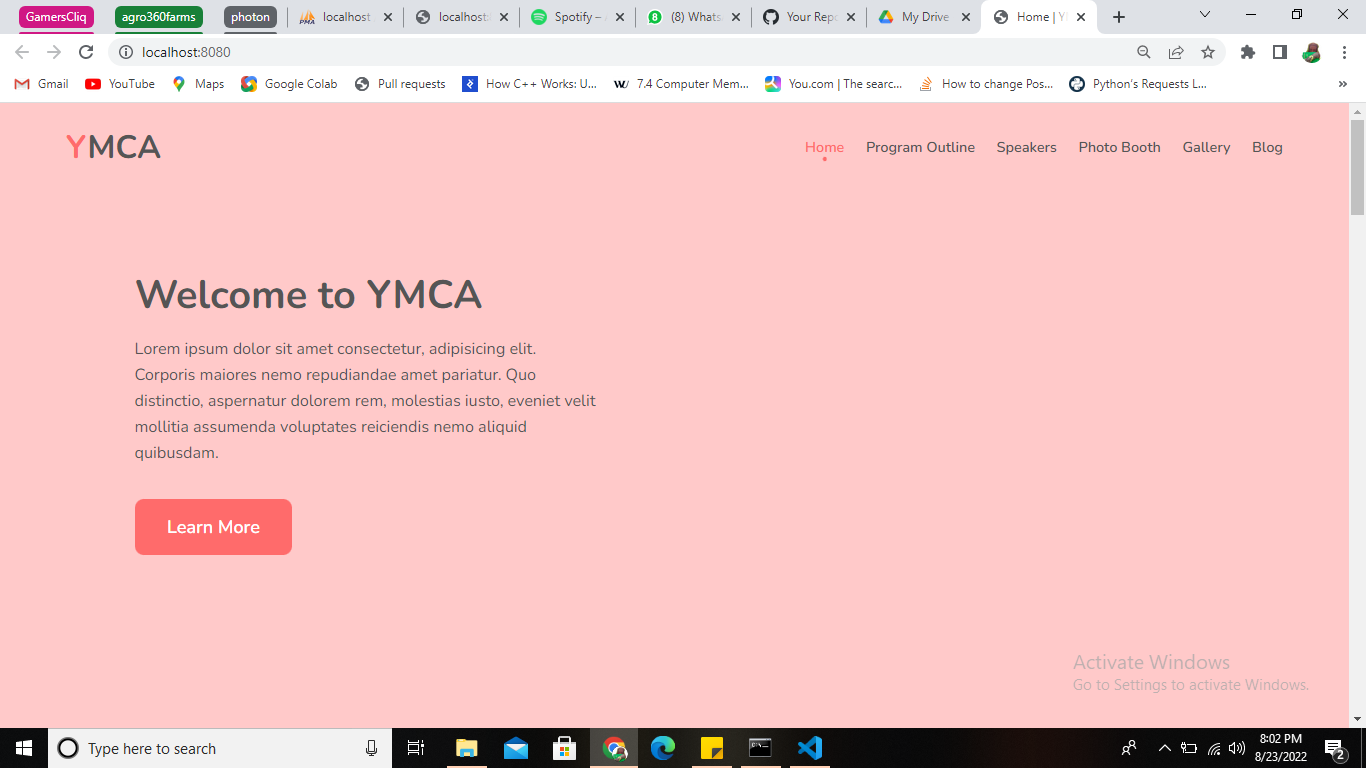 GamersCliq agro360farms photon localhost localhost: Spotify – (8) Whats Your Repo My Drive Home | Y
localhost:8080
Gmail YouTube Maps Google Colab Pull requests How C++ Works: U... 7.4 Computer Mem... You.com | The searc... How to change Pos... Python's Requests L... »
YMCA
Home Program Outline Speakers Photo Booth Gallery Blog
Welcome to YMCA
Lorem ipsum dolor sit amet consectetur, adipisicing elit.
Corporis maiores nemo repudiandae amet pariatur. Quo
distinctio, aspernatur dolorem rem, molestias iusto, eveniet velit
mollitia assumenda voluptates reiciendis nemo aliquid
quibusdam.
Learn More
Activate Windows
Go to Settings to activate Windows.
Type here to search
8:02 PM
8/23/2022
2